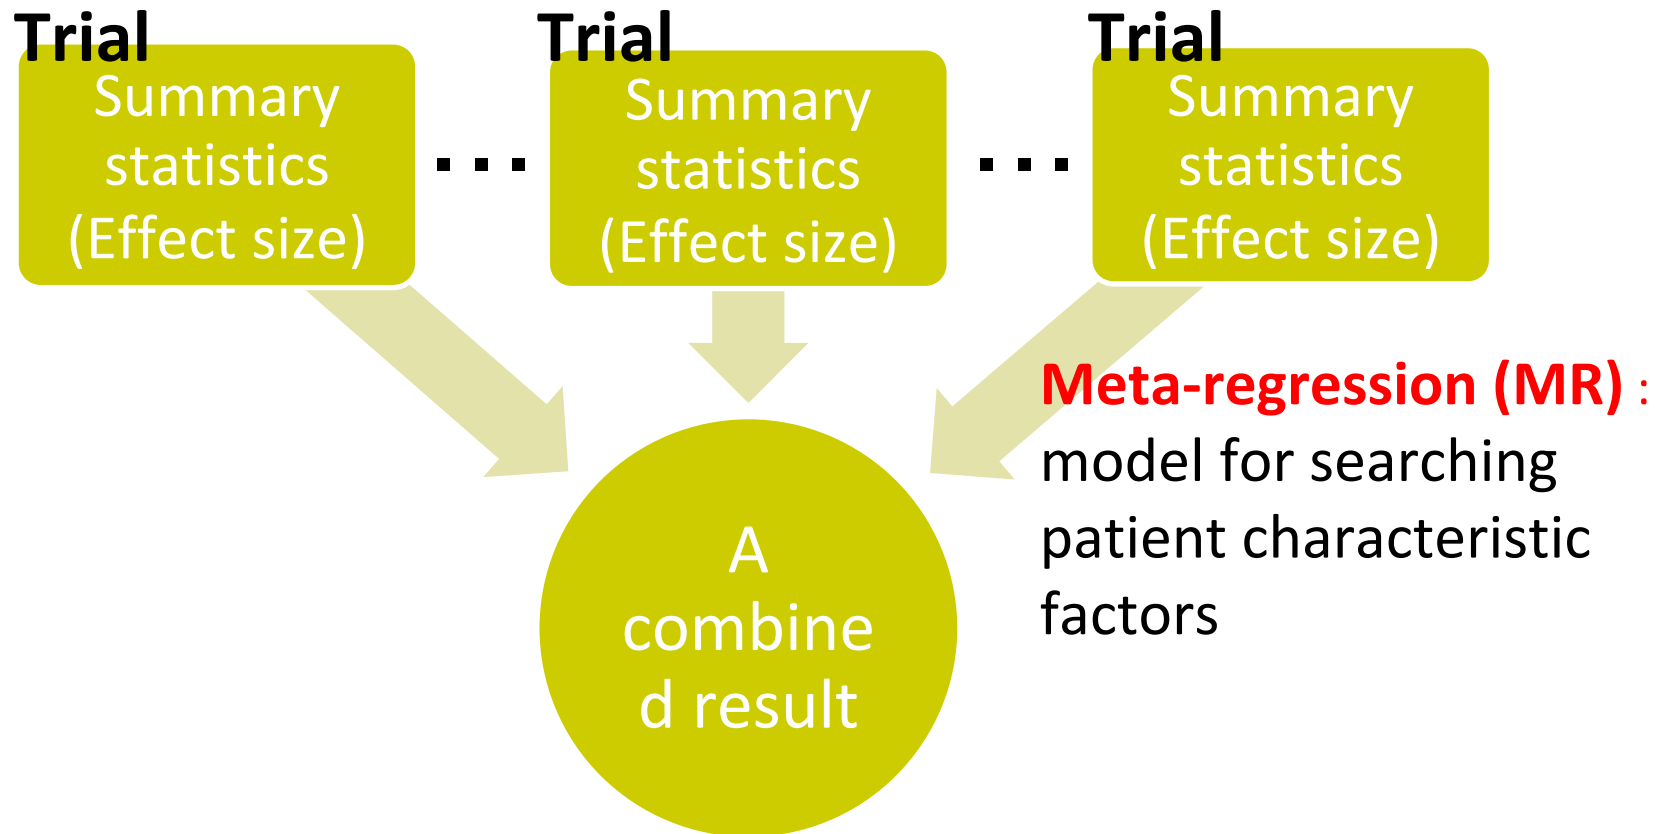 Trial
Summary
statistics
(Effect size)
Trial
Summary
statistics
(Effect size)
Trial
Summary
statistics
(Effect size)
Meta-regression (MR) :
model for searching
patient characteristic
factors
A
combine
d result